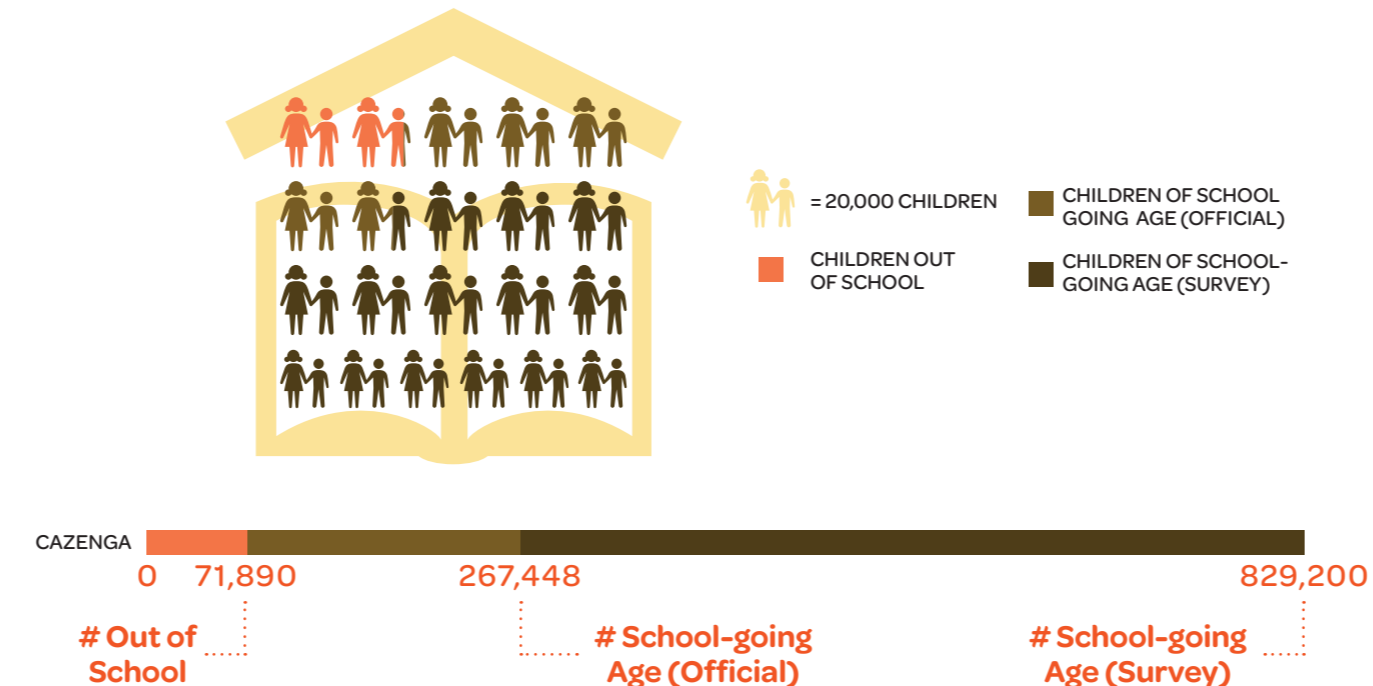 = 20,000 CHILDREN
CHILDREN OUT
OF SCHOOL
CHILDREN OF SCHOOL
GOING AGE (OFFICIAL)
CHILDREN OF SCHOOL-
GOING AGE (SURVEY)
CAZENGA
0 71,890 267,448 829,200
# Out of
School
# School-going
Age (Official)
# School-going
Age (Survey)